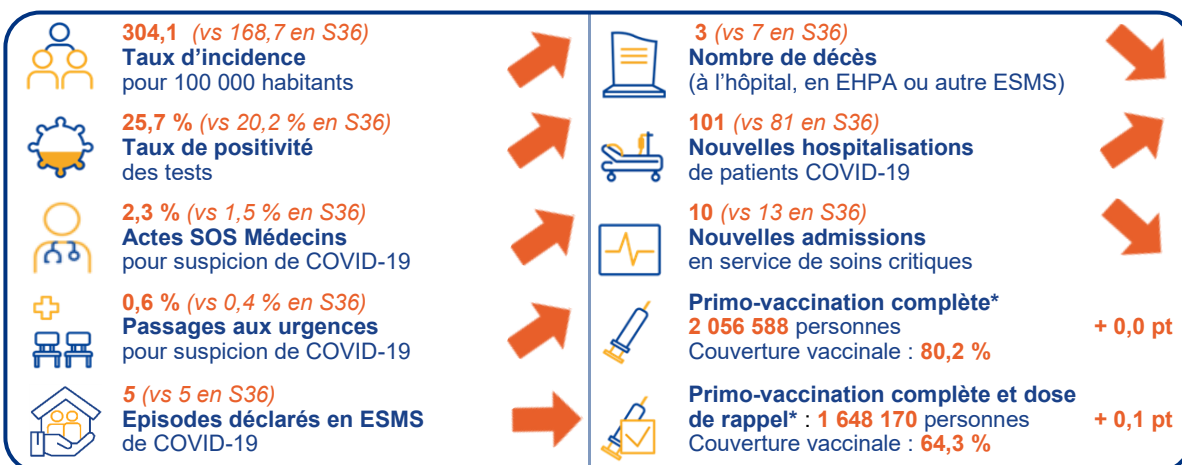 304,1 (vs 168,7 en S36)
Taux d'incidence
pour 100 000 habitants
25,7 % (vs 20,2 % en S36)
Taux de positivité
des tests
2,3 % (vs 1,5 % en S36)
Actes SOS Médecins
pour suspicion de COVID-19
0,6 % (vs 0,4 % en S36)
Passages aux urgences
pour suspicion de COVID-19
5 (vs 5 en S36)
Episodes déclarés en ESMS
de COVID-19
3 (vs 7 en S36)
Nombre de décès
(à l'hôpital, en EHPA ou autre ESMS)
101 (vs 81 en S36)
Nouvelles hospitalisations
de patients COVID-19
10 (vs 13 en S36)
Nouvelles admissions
en service de soins critiques
Primo-vaccination complète*
2 056 588 personnes + 0,0 pt
Couverture vaccinale : 80,2 %
Primo-vaccination complète et dose
de rappel* : 1 648 170 personnes + 0,1 pt
Couverture vaccinale : 64,3 %